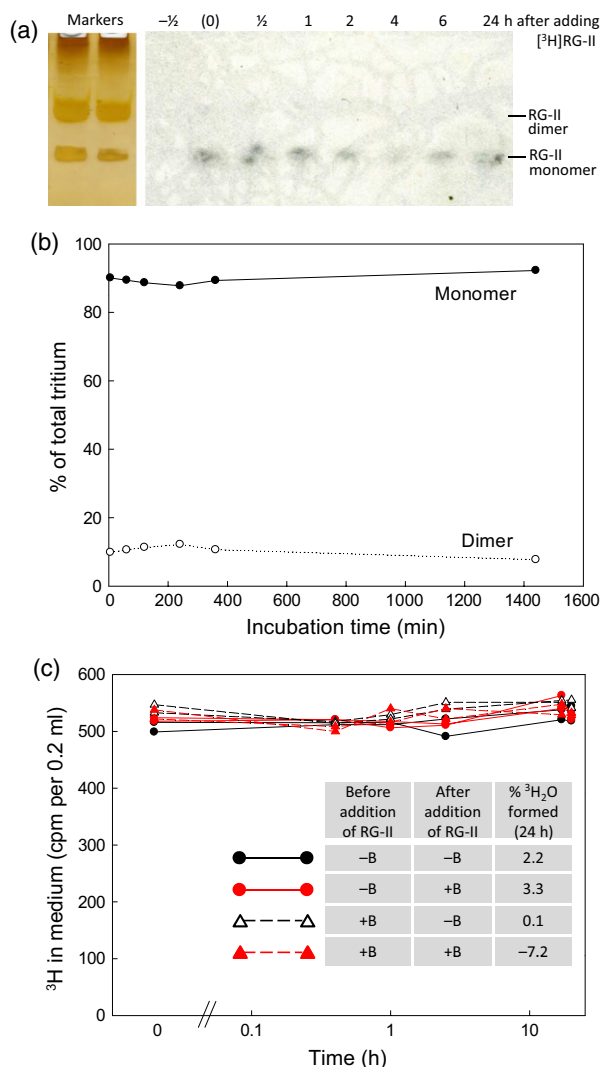 (a)
Markers –½ (0) ½ 1 2 4 6 24 h after adding
[³H]RG-II
RG-II
dimer
RG-II
monomer
(b)
100
80
60
40
20
0
% of total tritium
Monomer
Dimer
0 200 400 600 800 1000 1200 1400 1600
Incubation time (min)
(c)
600
500
400
300
200
100
0
³H in medium (cpm per 0.2 ml)
Before addition of RG-II After addition of RG-II % ³H₂O formed (24 h)
–B –B 2.2
–B +B 3.3
+B –B 0.1
+B +B –7.2
0 0.1 1 10
Time (h)